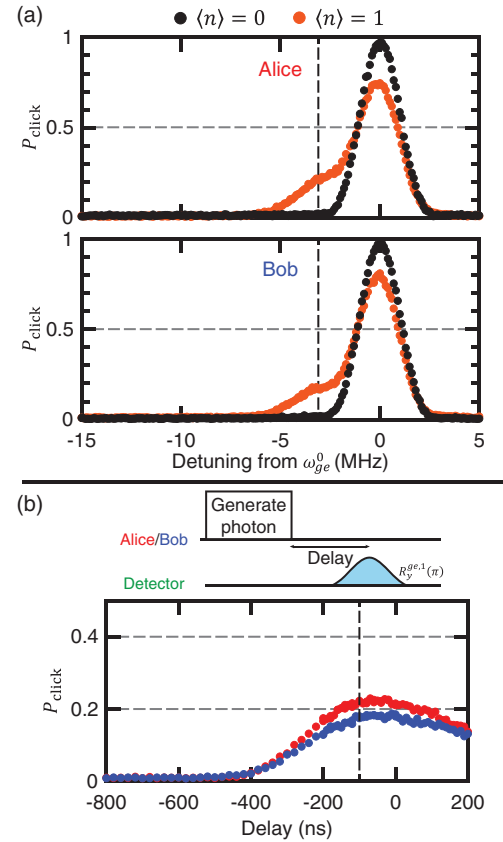 (a)
● ⟨n⟩ = 0 ● ⟨n⟩ = 1
1
Alice
P_click
0.5
0
1
Bob
P_click
0.5
0
-15 -10 -5 0 5
Detuning from ω⁰_ge (MHz)
(b)
Generate
photon
Alice/Bob
Delay
R_y^{ge,1}(π)
Detector
0.4
P_click
0.2
0
-800 -600 -400 -200 0 200
Delay (ns)